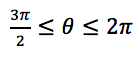 3π/2 ≤ θ ≤ 2π